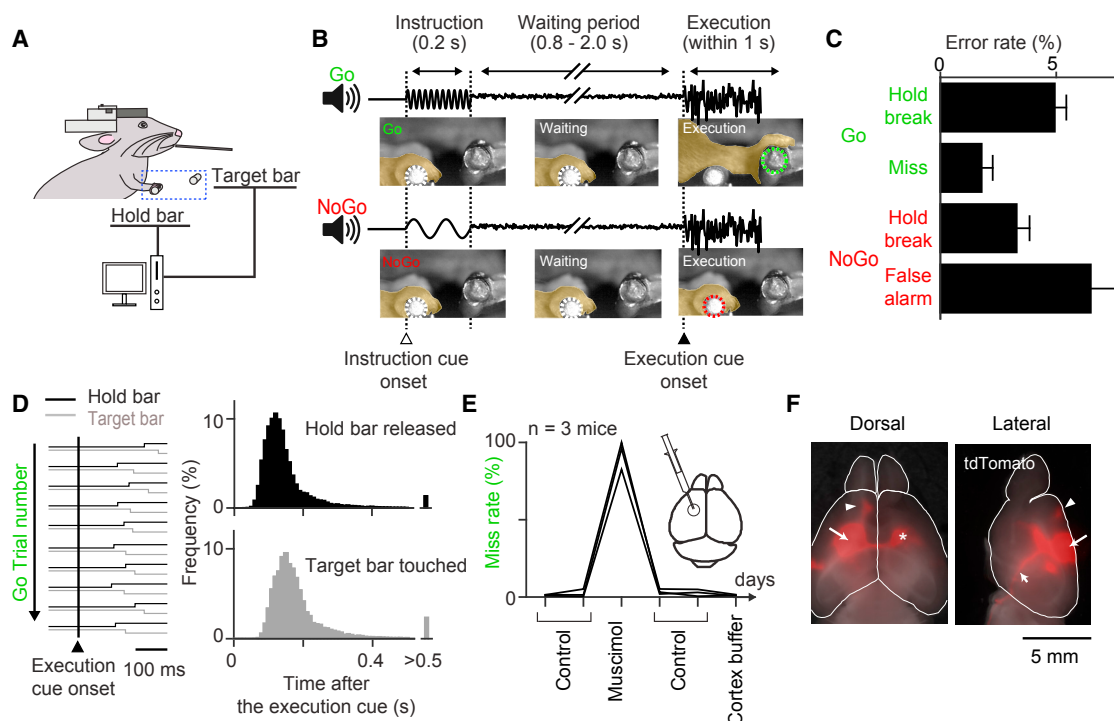 A
Target bar
Hold bar
B
Instruction
(0.2 s)
Waiting period
(0.8 - 2.0 s)
Execution
(within 1 s)
Go
Go
Waiting
Execution
NoGo
NoGo
Waiting
Execution
Instruction cue
onset
Execution cue
onset
C
Error rate (%)
0
5
Go
Hold
break
Miss
NoGo
Hold
break
False
alarm
D
Hold bar
Target bar
Go Trial number
Execution
cue onset
100 ms
Frequency (%)
10
0
Hold bar released
10
0
Target bar touched
0
0.4
>0.5
Time after
the execution cue (s)
E
n = 3 mice
Miss rate (%)
100
0
days
Control
Muscimol
Control
Cortex buffer
F
Dorsal
Lateral
tdTomato
*
5 mm